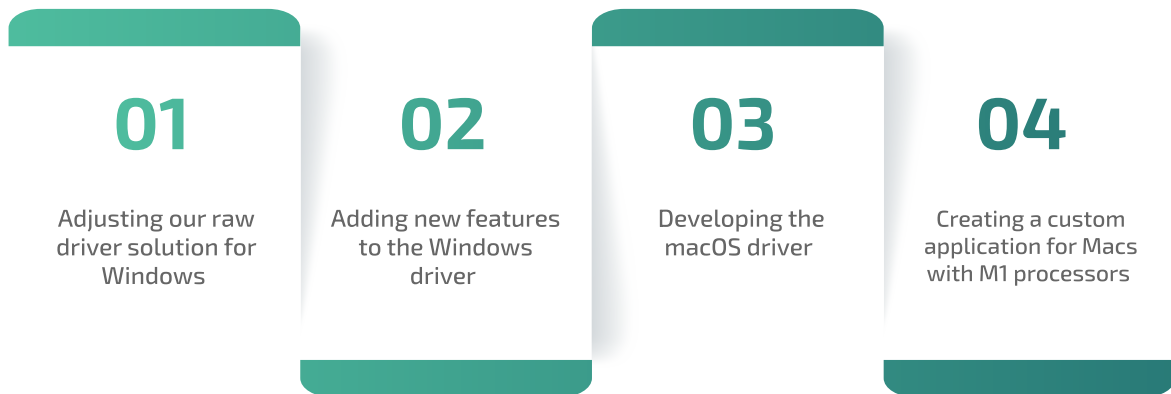 01
Adjusting our raw
driver solution for
Windows
02
Adding new features
to the Windows
driver
03
Developing the
macOS driver
04
Creating a custom
application for Macs
with M1 processors